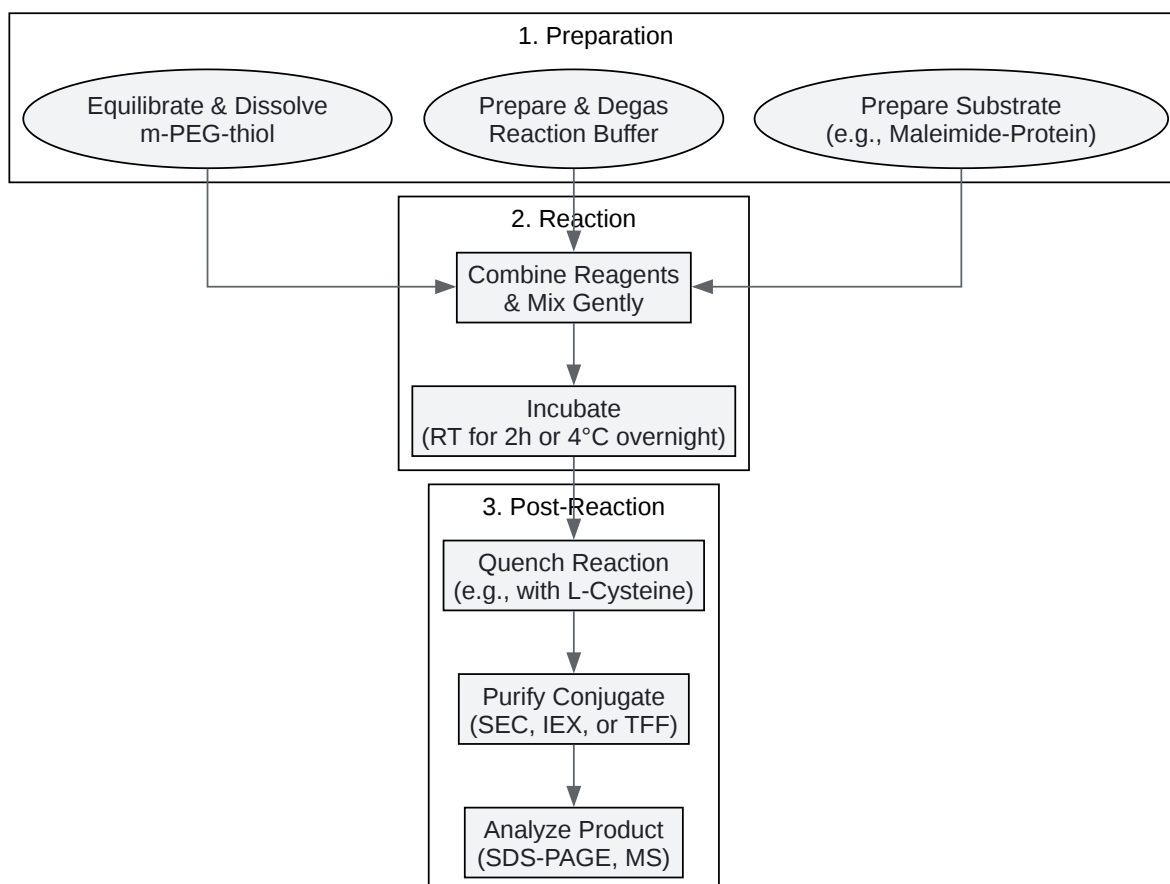 1. Preparation
Equilibrate & Dissolve
m-PEG-thiol
Prepare & Degas
Reaction Buffer
Prepare Substrate
(e.g., Maleimide-Protein)
2. Reaction
Combine Reagents
& Mix Gently
Incubate
(RT for 2h or 4°C overnight)
3. Post-Reaction
Quench Reaction
(e.g., with L-Cysteine)
Purify Conjugate
(SEC, IEX, or TFF)
Analyze Product
(SDS-PAGE, MS)